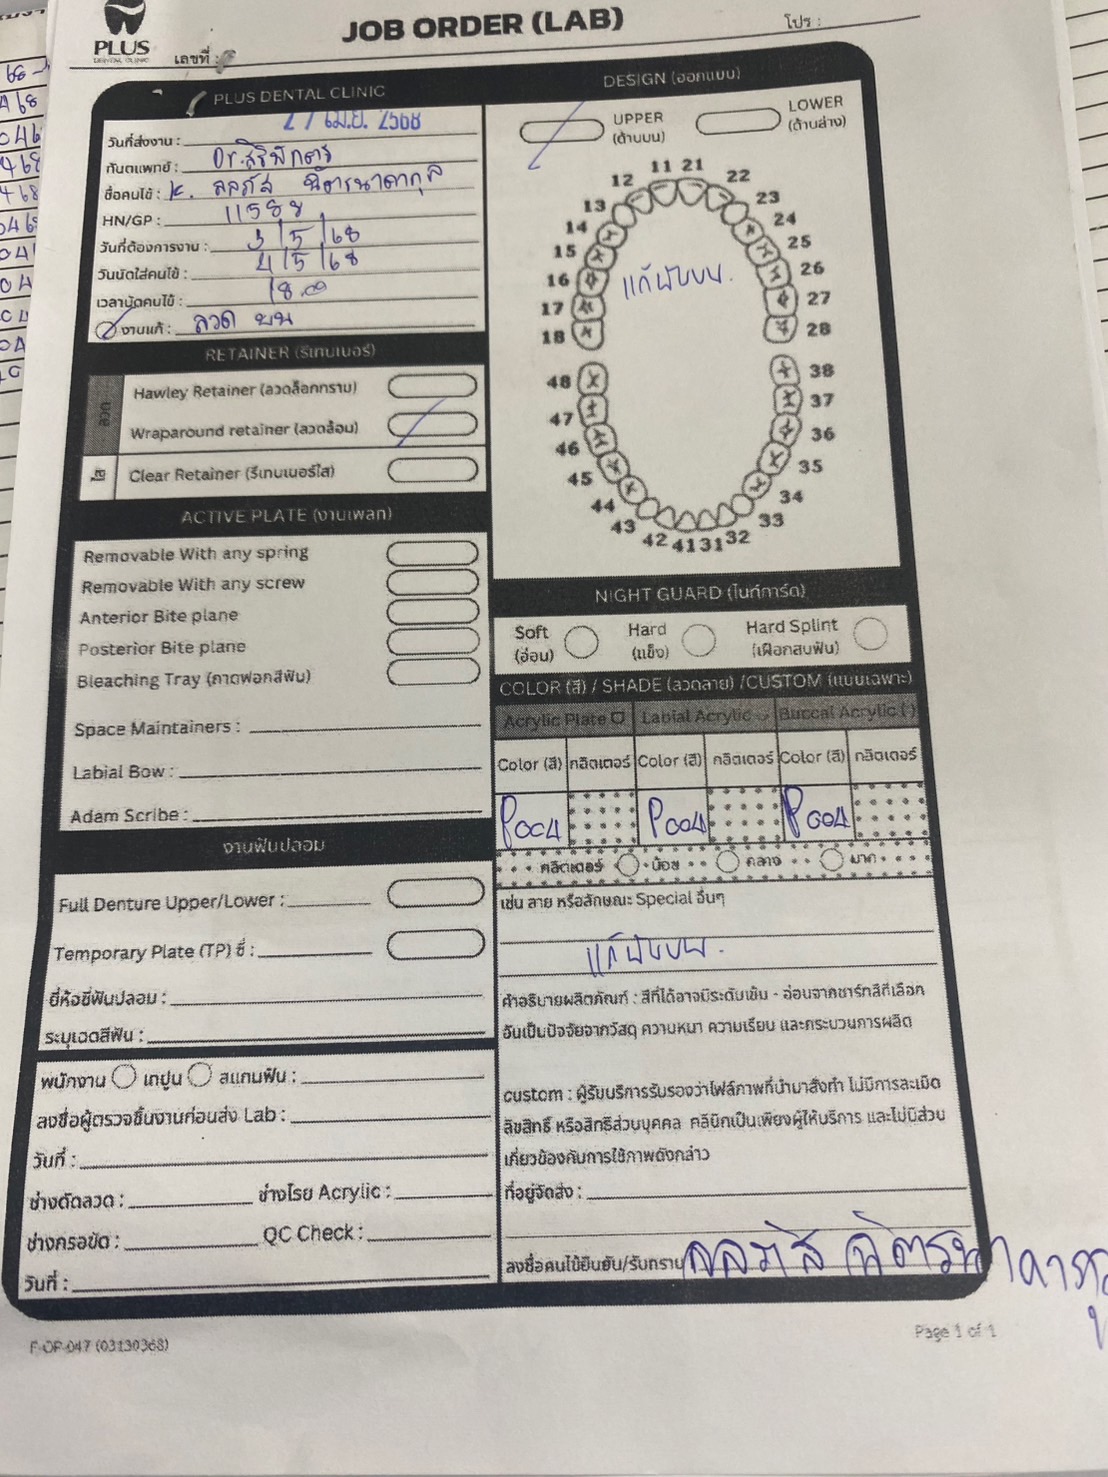 PLUS
DENTAL CLINIC
JOB ORDER (LAB)
เลขที่ :
โปร :
PLUS DENTAL CLINIC
วันที่ส่งงาน : 27 เม.ย. 2568
ทันตแพทย์ : Dr.
ชื่อคนไข้ : K.
HN/GP : 11588
วันที่ต้องการงาน : 3/5/68
วันนัดใส่คนไข้ : 4/5/68
เวลานัดคนไข้ : 18.00
งานแก้ : ลวด บน
RETAINER (รีเทนเนอร์)
ลวด
Hawley Retainer (ลวดล็อกกราม)
Wraparound retainer (ลวดล้อม)
ใส
Clear Retainer (รีเทนเนอร์ใส)
ACTIVE PLATE (งานเพลท)
Removable With any spring
Removable With any screw
Anterior Bite plane
Posterior Bite plane
Bleaching Tray (ถาดฟอกสีฟัน)
Space Maintainers :
Labial Bow :
Adam Scribe :
งานฟันปลอม
Full Denture Upper/Lower :
Temporary Plate (TP) ซี่ :
ยี่ห้อซี่ฟันปลอม :
ระบุเฉดสีฟัน :
พนักงาน เทปูน สแกนฟัน :
ลงชื่อผู้ตรวจชิ้นงานก่อนส่ง Lab :
วันที่ :
ช่างดัดลวด : ช่างโรย Acrylic :
ช่างกรอขัด : QC Check :
วันที่ :
DESIGN (ออกแบบ)
UPPER
(ด้านบน)
LOWER
(ด้านล่าง)
11 21
12 22
13 23
14 24
15 25
16 26
17 27
18 28
แก้ฟันบน.
48 38
47 37
46 36
45 35
44 34
43 33
42 41 31 32
NIGHT GUARD (ไนท์การ์ด)
Soft
(อ่อน)
Hard
(แข็ง)
Hard Splint
(เฝือกสบฟัน)
COLOR (สี) / SHADE (ลวดลาย) /CUSTOM (แบบเฉพาะ)
Acrylic Plate Labial Acrylic Buccal Acrylic ( )
Color (สี) กลิตเตอร์ Color (สี) กลิตเตอร์ Color (สี) กลิตเตอร์
P004 P004 P004
กลิตเตอร์ น้อย กลาง มาก
เช่น ลาย หรือลักษณะ Special อื่นๆ
แก้ฟันบน.
คำอธิบายผลิตภัณฑ์ : สีที่ได้อาจมีระดับเข้ม - อ่อนจากชาร์ทสีที่เลือก
อันเป็นปัจจัยจากวัสดุ ความหนา ความเรียบ และกระบวนการผลิต
custom : ผู้รับบริการรับรองว่าไฟล์ภาพที่นำมาสั่งทำ ไม่มีการละเมิด
ลิขสิทธิ์ หรือสิทธิส่วนบุคคล คลินิกเป็นเพียงผู้ให้บริการ และไม่มีส่วน
เกี่ยวข้องกับการใช้ภาพดังกล่าว
ที่อยู่จัดส่ง :
ลงชื่อคนไข้ยืนยัน/รับทราบ
F-OP-047 (03130368)
Page 1 of 1